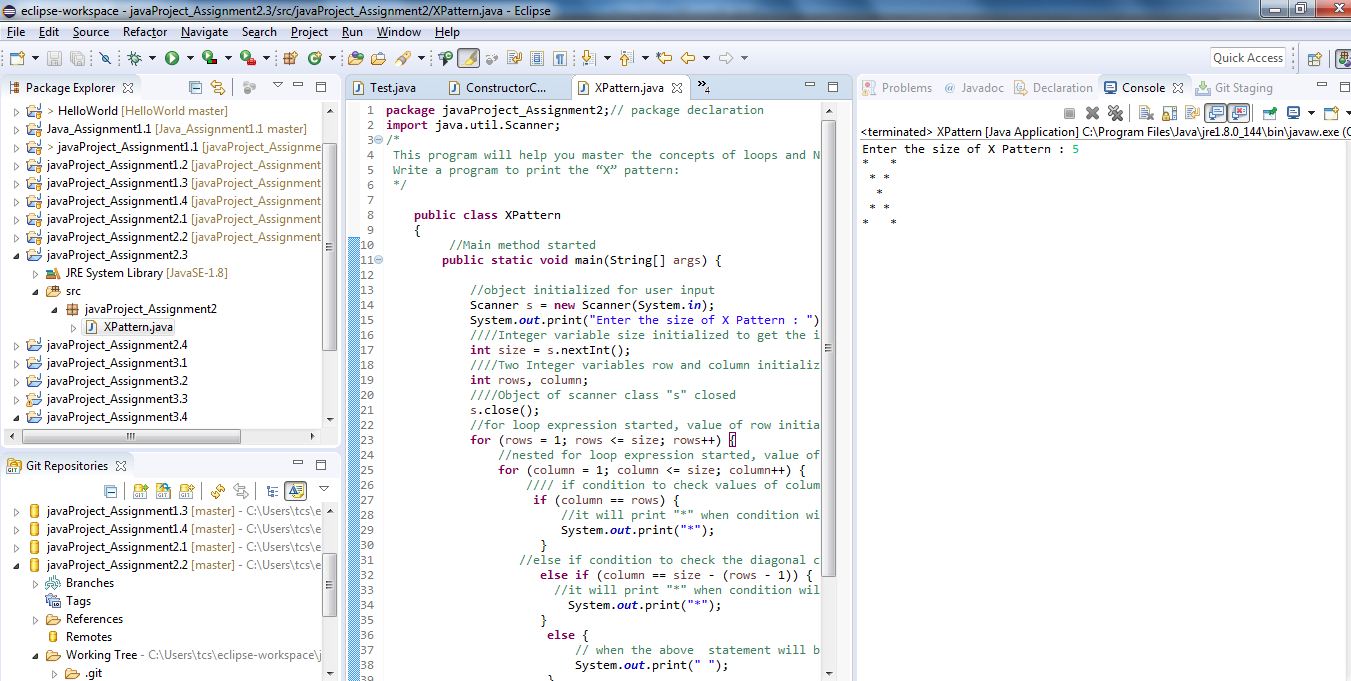 eclipse-workspace - javaProject_Assignment2.3/src/javaProject_Assignment2/XPattern.java - Eclipse
File Edit Source Refactor Navigate Search Project Run Window Help
Quick Access
Package Explorer
> HelloWorld [HelloWorld master]
Java_Assignment1.1 [Java_Assignment1.1 master]
> javaProject_Assignment1.1 [javaProject_Assignme
javaProject_Assignment1.2 [javaProject_Assignment
javaProject_Assignment1.3 [javaProject_Assignment
javaProject_Assignment1.4 [javaProject_Assignment
javaProject_Assignment2.1 [javaProject_Assignment
javaProject_Assignment2.2 [javaProject_Assignment
javaProject_Assignment2.3
JRE System Library [JavaSE-1.8]
src
javaProject_Assignment2
XPattern.java
javaProject_Assignment2.4
javaProject_Assignment3.1
javaProject_Assignment3.2
javaProject_Assignment3.3
javaProject_Assignment3.4
Git Repositories
javaProject_Assignment1.3 [master] - C:\Users\tcs\e
javaProject_Assignment1.4 [master] - C:\Users\tcs\e
javaProject_Assignment2.1 [master] - C:\Users\tcs\e
javaProject_Assignment2.2 [master] - C:\Users\tcs\e
Branches
Tags
References
Remotes
Working Tree - C:\Users\tcs\eclipse-workspace\j
.git
Test.java ConstructorC... XPattern.java »4
1 package javaProject_Assignment2;// package declaration
2 import java.util.Scanner;
3 /*
4 This program will help you master the concepts of loops and N
5 Write a program to print the “X” pattern:
6 */
7
8 public class XPattern
9 {
10 //Main method started
11 public static void main(String[] args) {
12
13 //object initialized for user input
14 Scanner s = new Scanner(System.in);
15 System.out.print("Enter the size of X Pattern : ")
16 ////Integer variable size initialized to get the i
17 int size = s.nextInt();
18 ////Two Integer variables row and column initializ
19 int rows, column;
20 ////Object of scanner class "s" closed
21 s.close();
22 //for loop expression started, value of row initia
23 for (rows = 1; rows <= size; rows++) {
24 //nested for loop expression started, value of
25 for (column = 1; column <= size; column++) {
26 //// if condition to check values of colum
27 if (column == rows) {
28 //it will print "*" when condition wi
29 System.out.print("*");
30 }
31 //else if condition to check the diagonal c
32 else if (column == size - (rows - 1)) {
33 //it will print "*" when condition wil
34 System.out.print("*");
35 }
36 else {
37 // when the above statement will b
38 System.out.print(" ");
39 }
Problems Javadoc Declaration Console Git Staging
<terminated> XPattern [Java Application] C:\Program Files\Java\jre1.8.0_144\bin\javaw.exe (
Enter the size of X Pattern : 5
*   *
 * *
  *
 * *
*   *